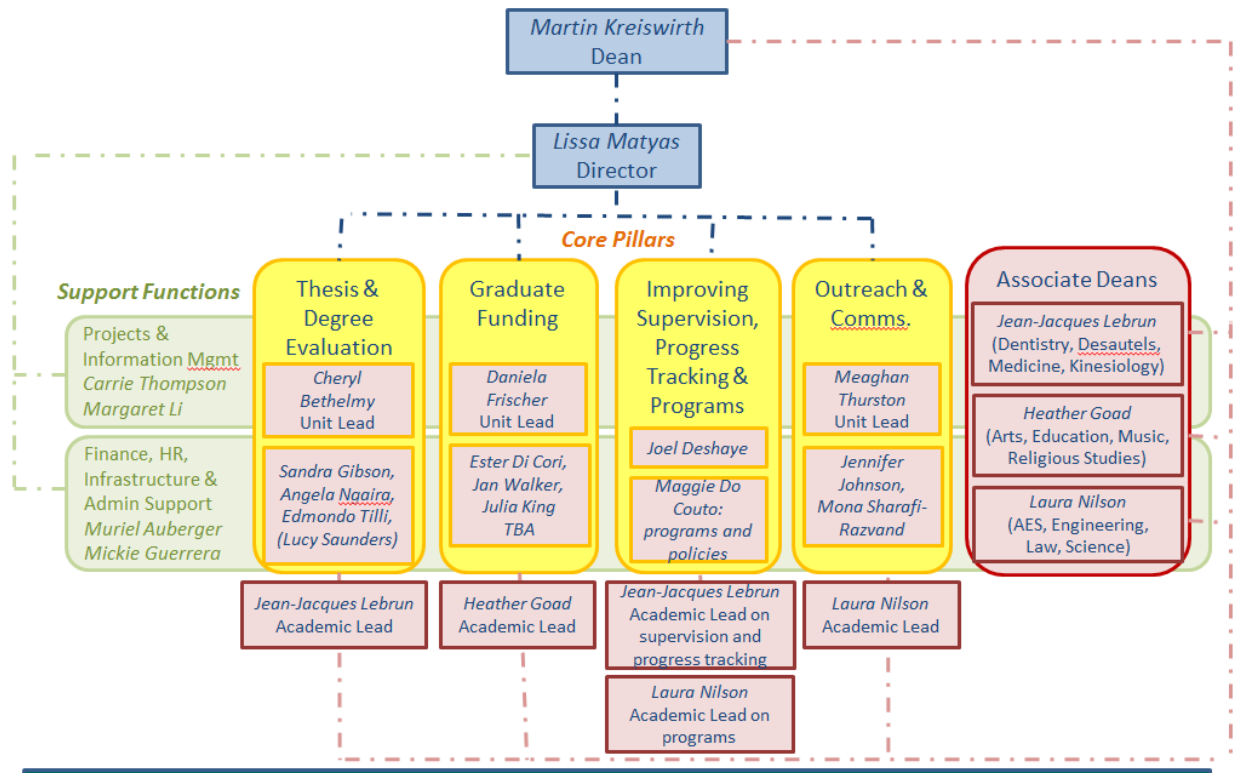 Martin Kreiswirth
Dean
Lissa Matyas
Director
Core Pillars
Support Functions
Projects &
Information Mgmt
Carrie Thompson
Margaret Li
Finance, HR,
Infrastructure &
Admin Support
Muriel Auberger
Mickie Guerrera
Thesis &
Degree
Evaluation
Cheryl
Bethelmy
Unit Lead
Sandra Gibson,
Angela Nqaira,
Edmondo Tilli,
(Lucy Saunders)
Jean-Jacques Lebrun
Academic Lead
Graduate
Funding
Daniela
Frischer
Unit Lead
Ester Di Cori,
Jan Walker,
Julia King
TBA
Heather Goad
Academic Lead
Improving
Supervision,
Progress
Tracking &
Programs
Joel Deshaye
Maggie Do
Couto:
programs and
policies
Jean-Jacques Lebrun
Academic Lead on
supervision and
progress tracking
Laura Nilson
Academic Lead on
programs
Outreach &
Comms.
Meaghan
Thurston
Unit Lead
Jennifer
Johnson,
Mona Sharafi-
Razvand
Laura Nilson
Academic Lead
Associate Deans
Jean-Jacques Lebrun
(Dentistry, Desautels,
Medicine, Kinesiology)
Heather Goad
(Arts, Education, Music,
Religious Studies)
Laura Nilson
(AES, Engineering,
Law, Science)